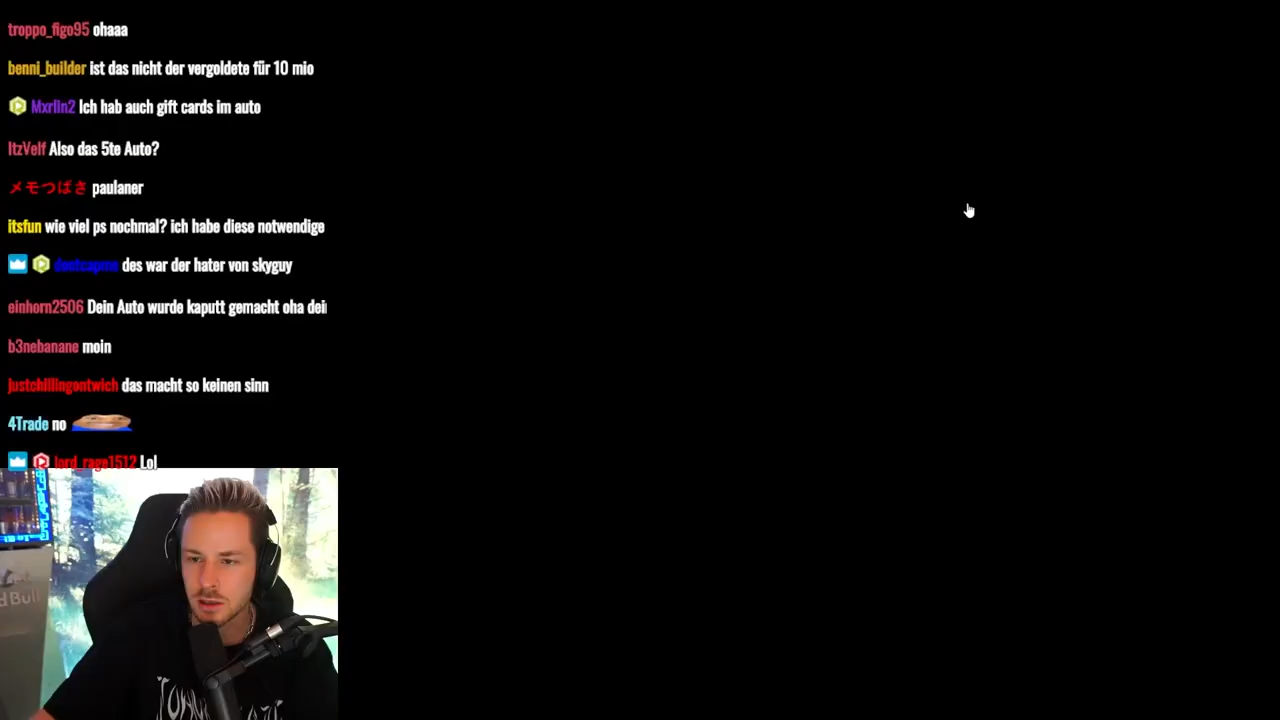 troppo_figo95 ohaaa
benni_builder ist das nicht der vergoldete für 10 mio
Mxrlin2 Ich hab auch gift cards im auto
ItzVelf Also das 5te Auto?
メモつばさ paulaner
itsfun wie viel ps nochmal? ich habe diese notwendige
des war der hater von skyguy
einhorn2506 Dein Auto wurde kaputt gemacht oha dei
b3nebanane moin
justchillingontwich das macht so keinen sinn
4Trade no
lord_rage1512 Lol
d Bull